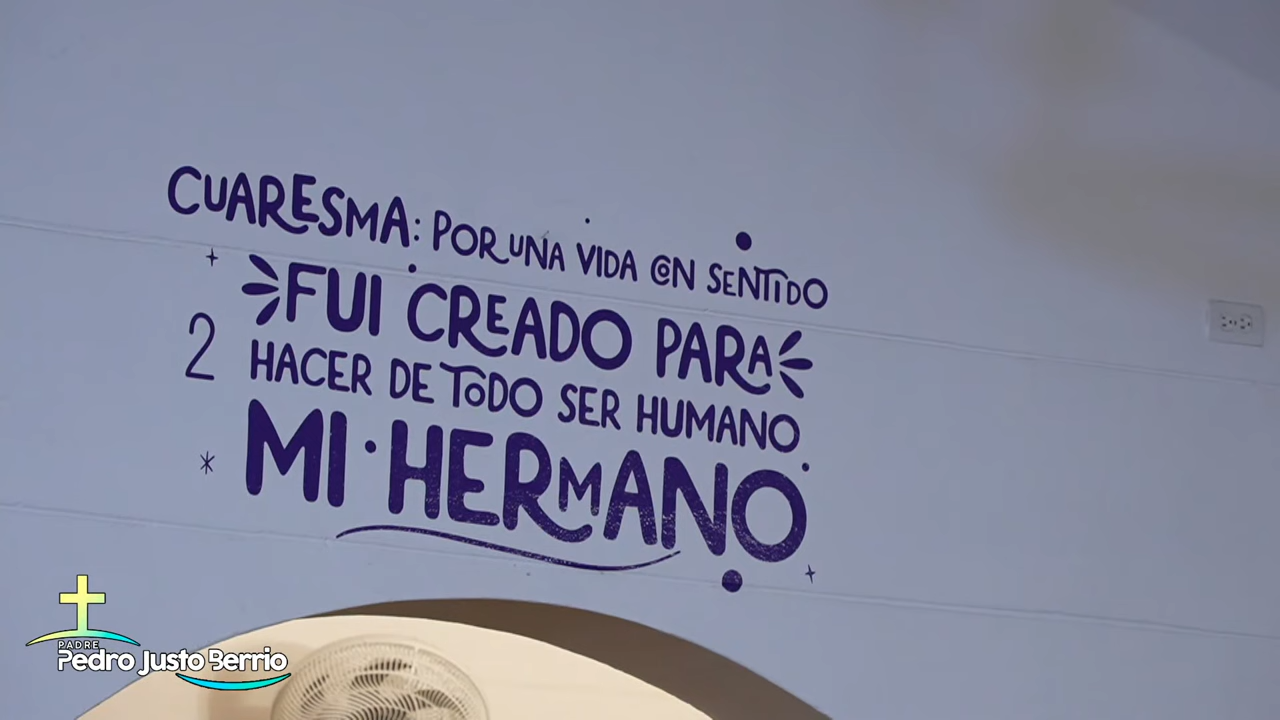 CUARESMA: POR UNA VIDA CON SENTIDO
2
FUI CREADO PARA
HACER DE TODO SER HUMANO
MI HERMANO
PADRE
Pedro Justo Berrio